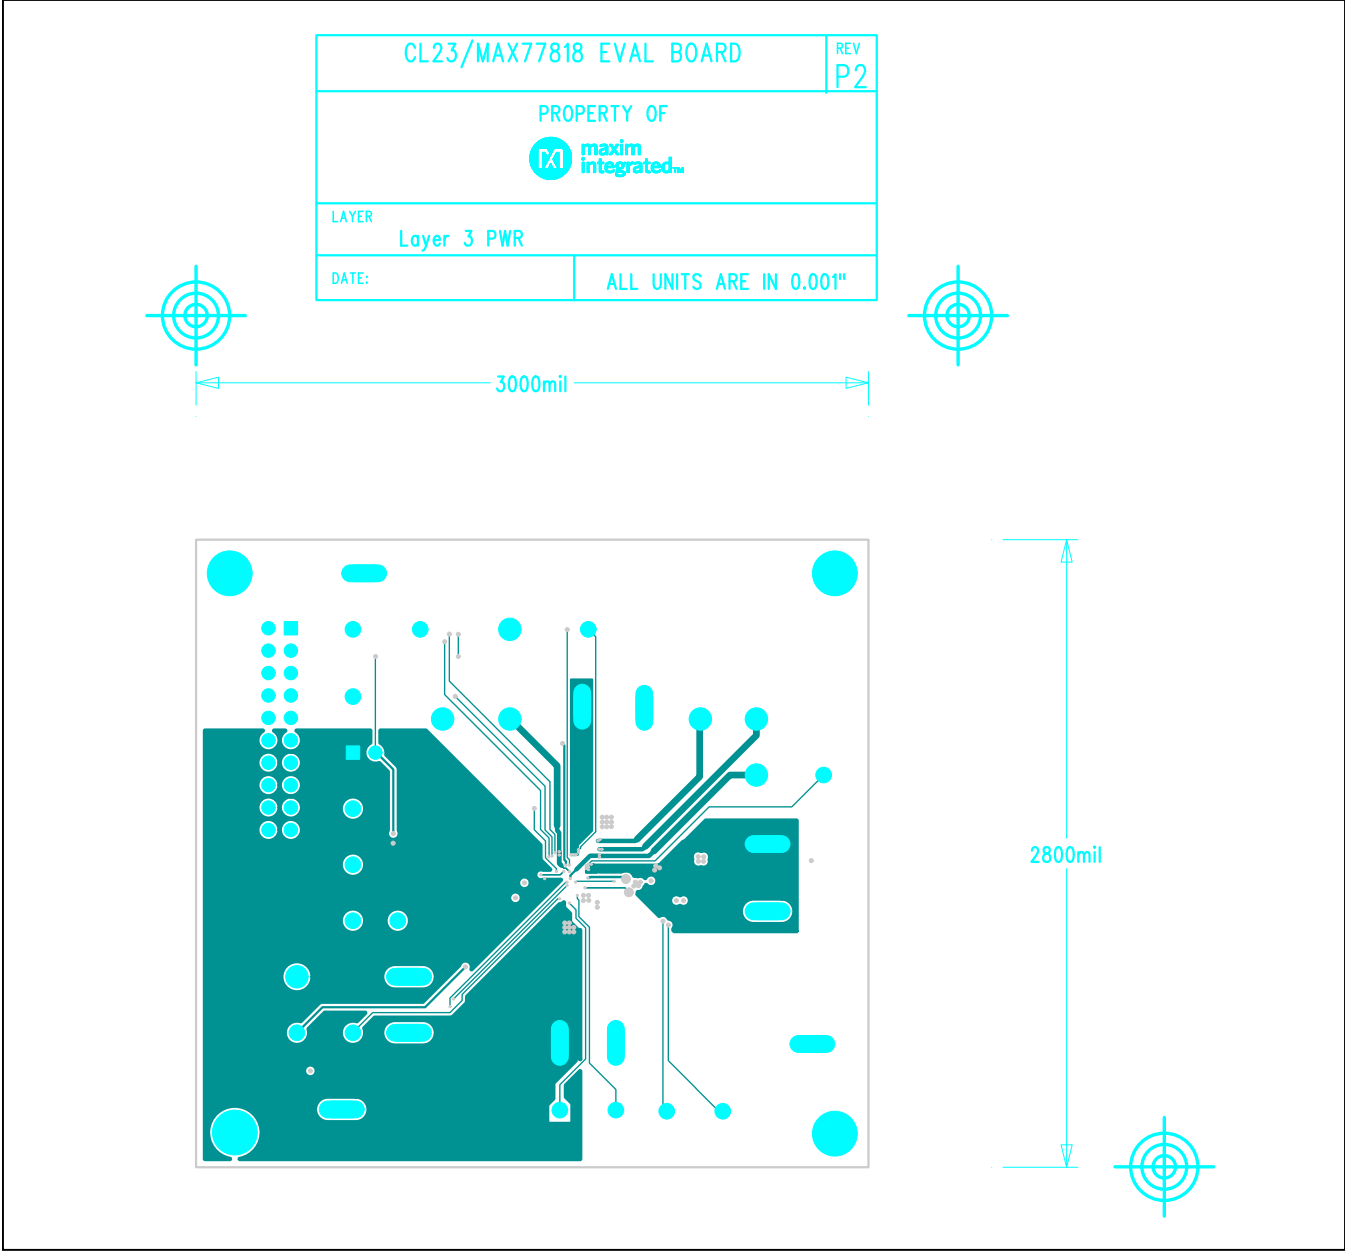 CL23/MAX77818 EVAL BOARD
REV
P2
PROPERTY OF
maxim
integrated™
LAYER
Layer 3 PWR
DATE:
ALL UNITS ARE IN 0.001"
3000mil
2800mil